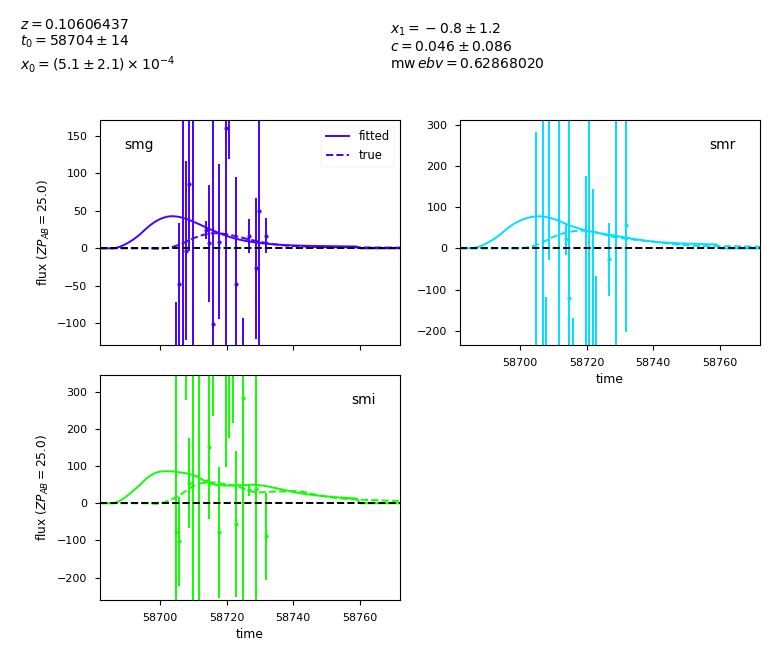 z = 0.10606437
t₀ = 58704 ± 14
x₀ = (5.1 ± 2.1) × 10⁻⁴
x₁ = −0.8 ± 1.2
c = 0.046 ± 0.086
mw ebv = 0.62868020
smg
fitted
true
150
100
50
0
−50
−100
flux (ZP_AB = 25.0)
smr
300
200
100
0
−100
−200
58700 58720 58740 58760
time
smi
300
200
100
0
−100
−200
flux (ZP_AB = 25.0)
58700 58720 58740 58760
time